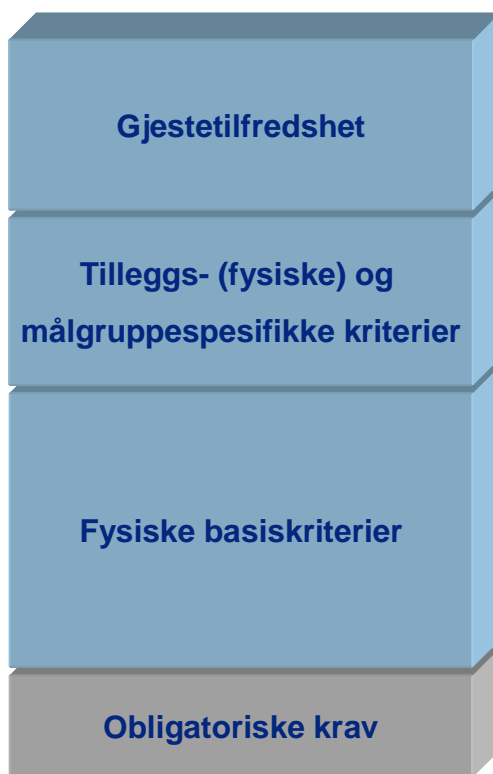 Gjestetilfredshet
Tilleggs- (fysiske) og
målgruppespesifikke kriterier
Fysiske basiskriterier
Obligatoriske krav